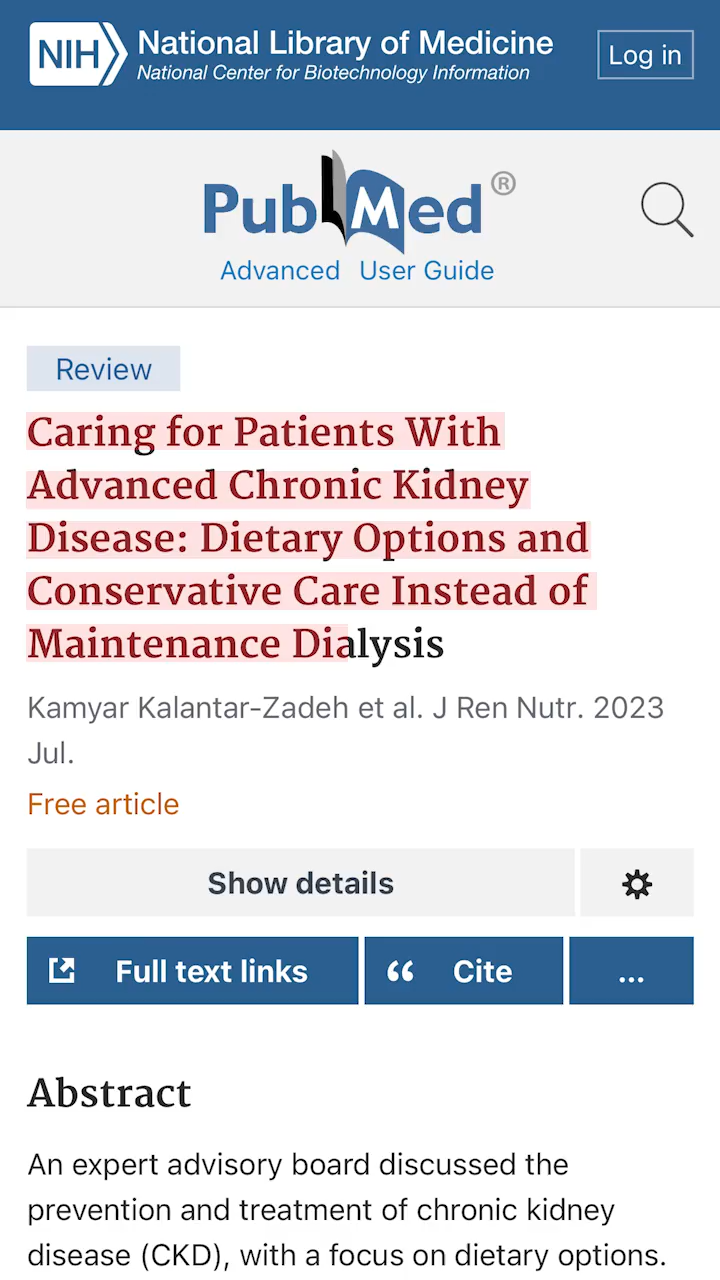 NIH
National Library of Medicine
National Center for Biotechnology Information
Log in
PubMed®
Advanced User Guide
Review
Caring for Patients With
Advanced Chronic Kidney
Disease: Dietary Options and
Conservative Care Instead of
Maintenance Dialysis
Kamyar Kalantar-Zadeh et al. J Ren Nutr. 2023
Jul.
Free article
Show details
Full text links
Cite
...
Abstract
An expert advisory board discussed the
prevention and treatment of chronic kidney
disease (CKD), with a focus on dietary options.